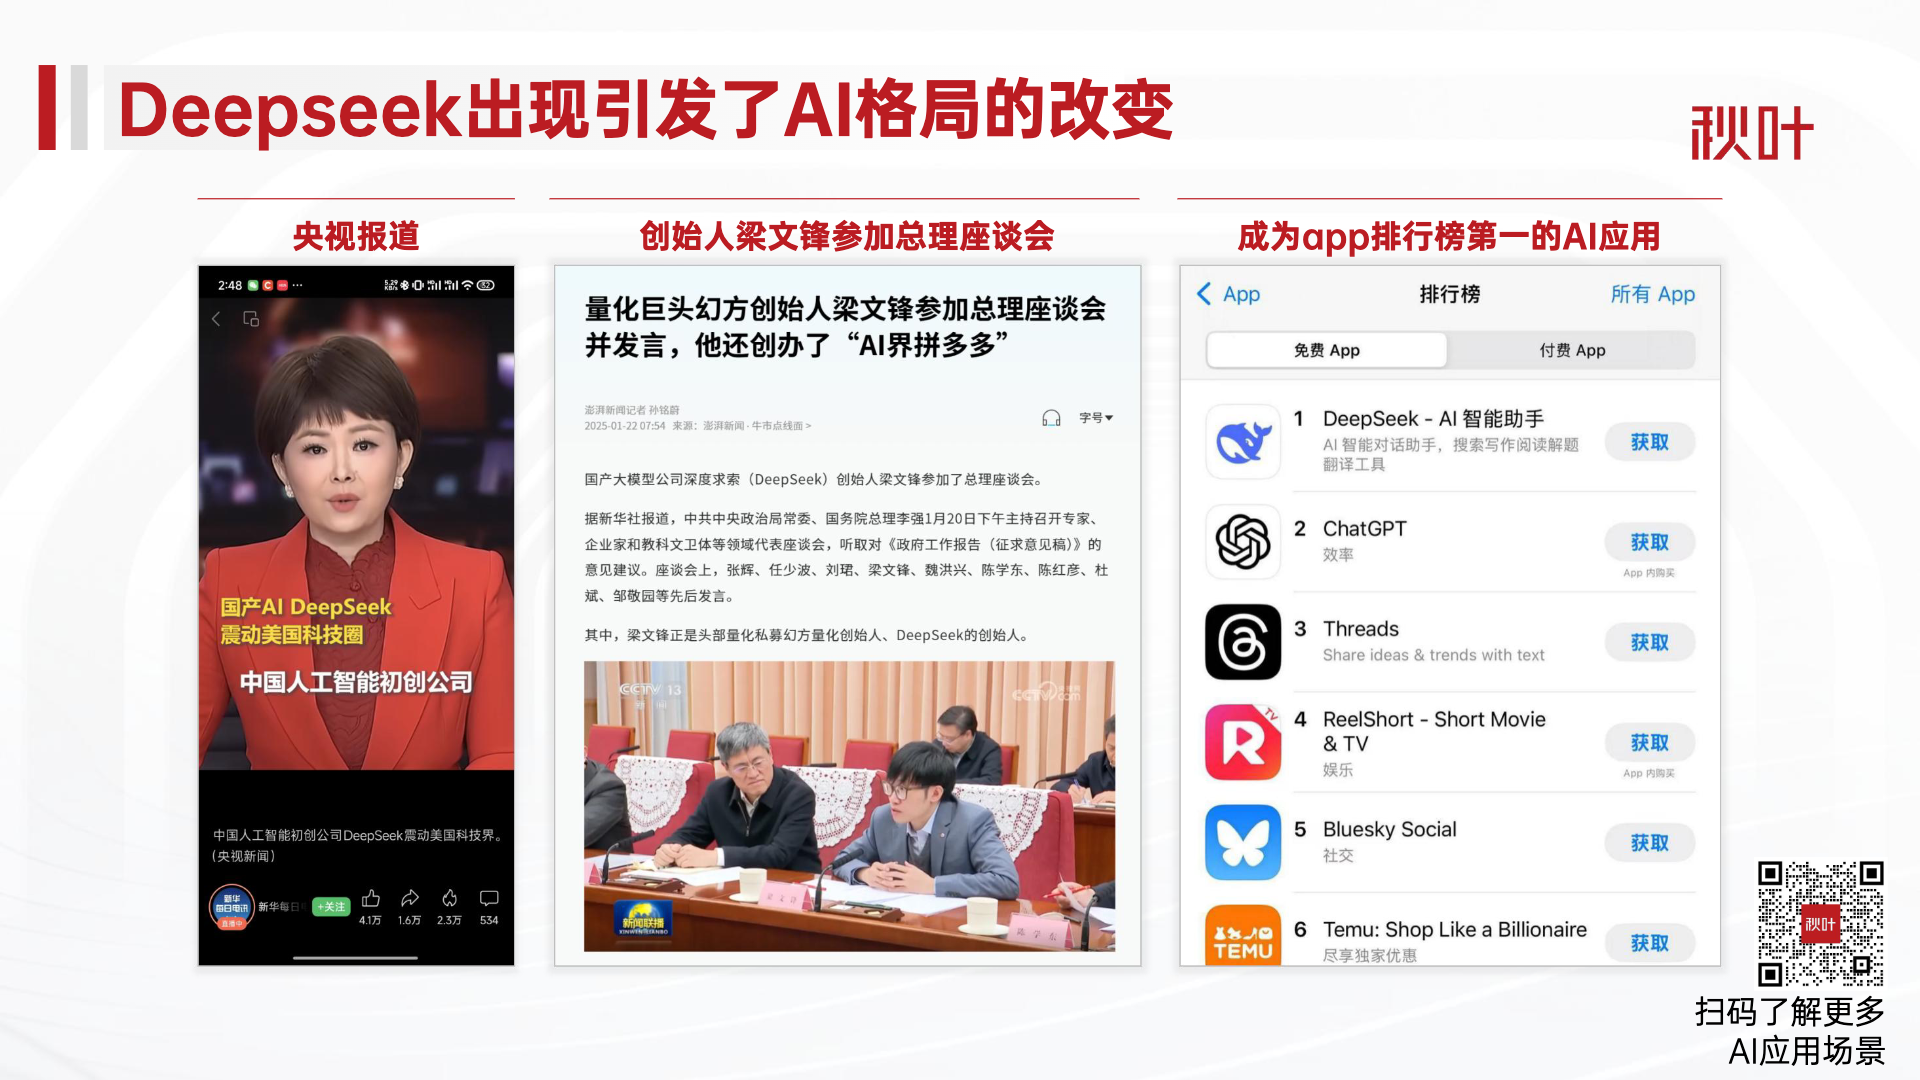 Deepseek出现引发了AI格局的改变
秋叶
央视报道
创始人梁文锋参加总理座谈会
成为app排行榜第一的AI应用
2:48
国产AI DeepSeek
震动美国科技圈
中国人工智能初创公司
中国人工智能初创公司DeepSeek震动美国科技界。
(央视新闻)
新华
每日电讯
直播中
新华每日
+关注
4.1万
1.6万
2.3万
534
量化巨头幻方创始人梁文锋参加总理座谈会
并发言，他还创办了“AI界拼多多”
澎湃新闻记者 孙铭蔚
2025-01-22 07:54 来源：澎湃新闻 · 牛市点线面 >
字号
国产大模型公司深度求索（DeepSeek）创始人梁文锋参加了总理座谈会。
据新华社报道，中共中央政治局常委、国务院总理李强1月20日下午主持召开专家、
企业家和教科文卫体等领域代表座谈会，听取对《政府工作报告（征求意见稿）》的
意见建议。座谈会上，张辉、任少波、刘珺、梁文锋、魏洪兴、陈学东、陈红彦、杜
斌、邹敬园等先后发言。
其中，梁文锋正是头部量化私募幻方量化创始人、DeepSeek的创始人。
CCTV 13
新 闻
CCTV.com
梁文锋
陈学东
新闻联播
XINWEN LIANBO
App
排行榜
所有 App
免费 App
付费 App
1 DeepSeek - AI 智能助手
AI 智能对话助手，搜索写作阅读解题
翻译工具
获取
2 ChatGPT
效率
获取
App 内购买
3 Threads
Share ideas & trends with text
获取
TV
4 ReelShort - Short Movie
& TV
娱乐
获取
App 内购买
5 Bluesky Social
社交
获取
TEMU
6 Temu: Shop Like a Billionaire
尽享独家优惠
获取
秋叶
扫码了解更多
AI应用场景